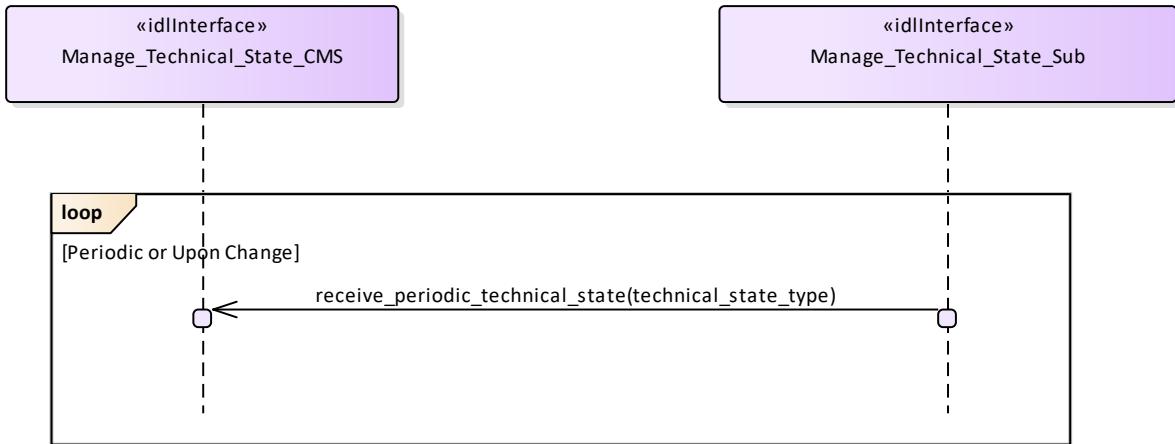 «idlInterface»
Manage_Technical_State_CMS
«idlInterface»
Manage_Technical_State_Sub
loop
[Periodic or Upon Change]
receive_periodic_technical_state(technical_state_type)